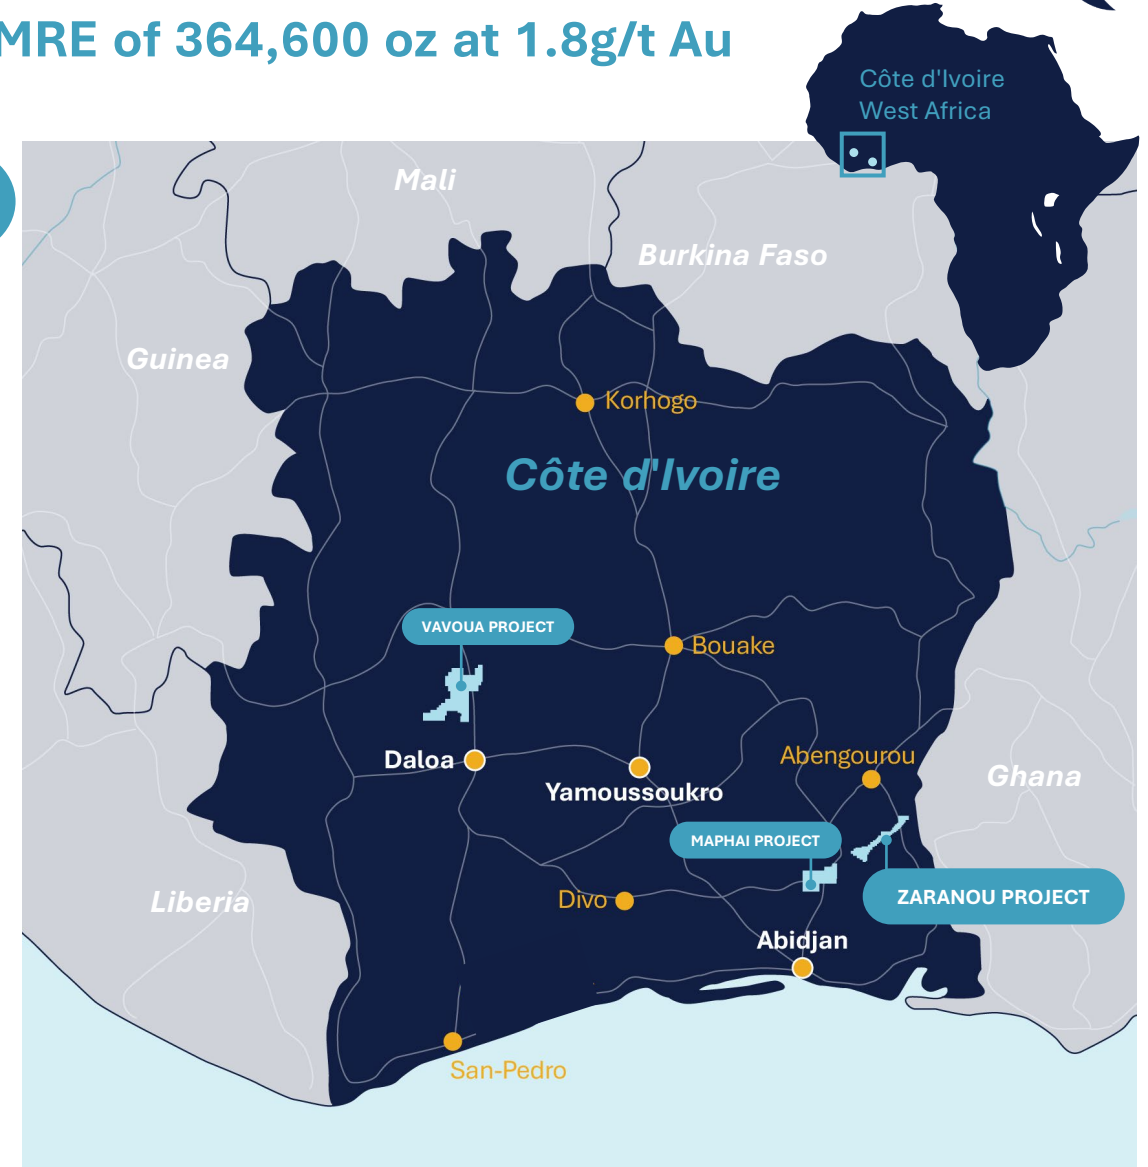 MRE of 364,600 oz at 1.8g/t Au
Côte d'Ivoire
West Africa
Mali
Burkina Faso
Guinea
Korhogo
Côte d'Ivoire
VAVOUA PROJECT
Bouake
Daloa
Yamoussoukro
Abengourou
Ghana
MAPHAI PROJECT
Liberia
Divo
ZARANOU PROJECT
Abidjan
San-Pedro